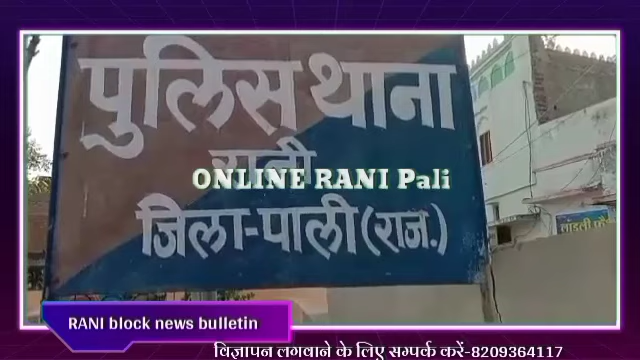 पुलिस थाना
रानी
ONLINE RANI Pali
जिला-पाली (राज.)
RANI block news bulletin
विज्ञापन लगवाने के लिए सम्पर्क करें-8209364117